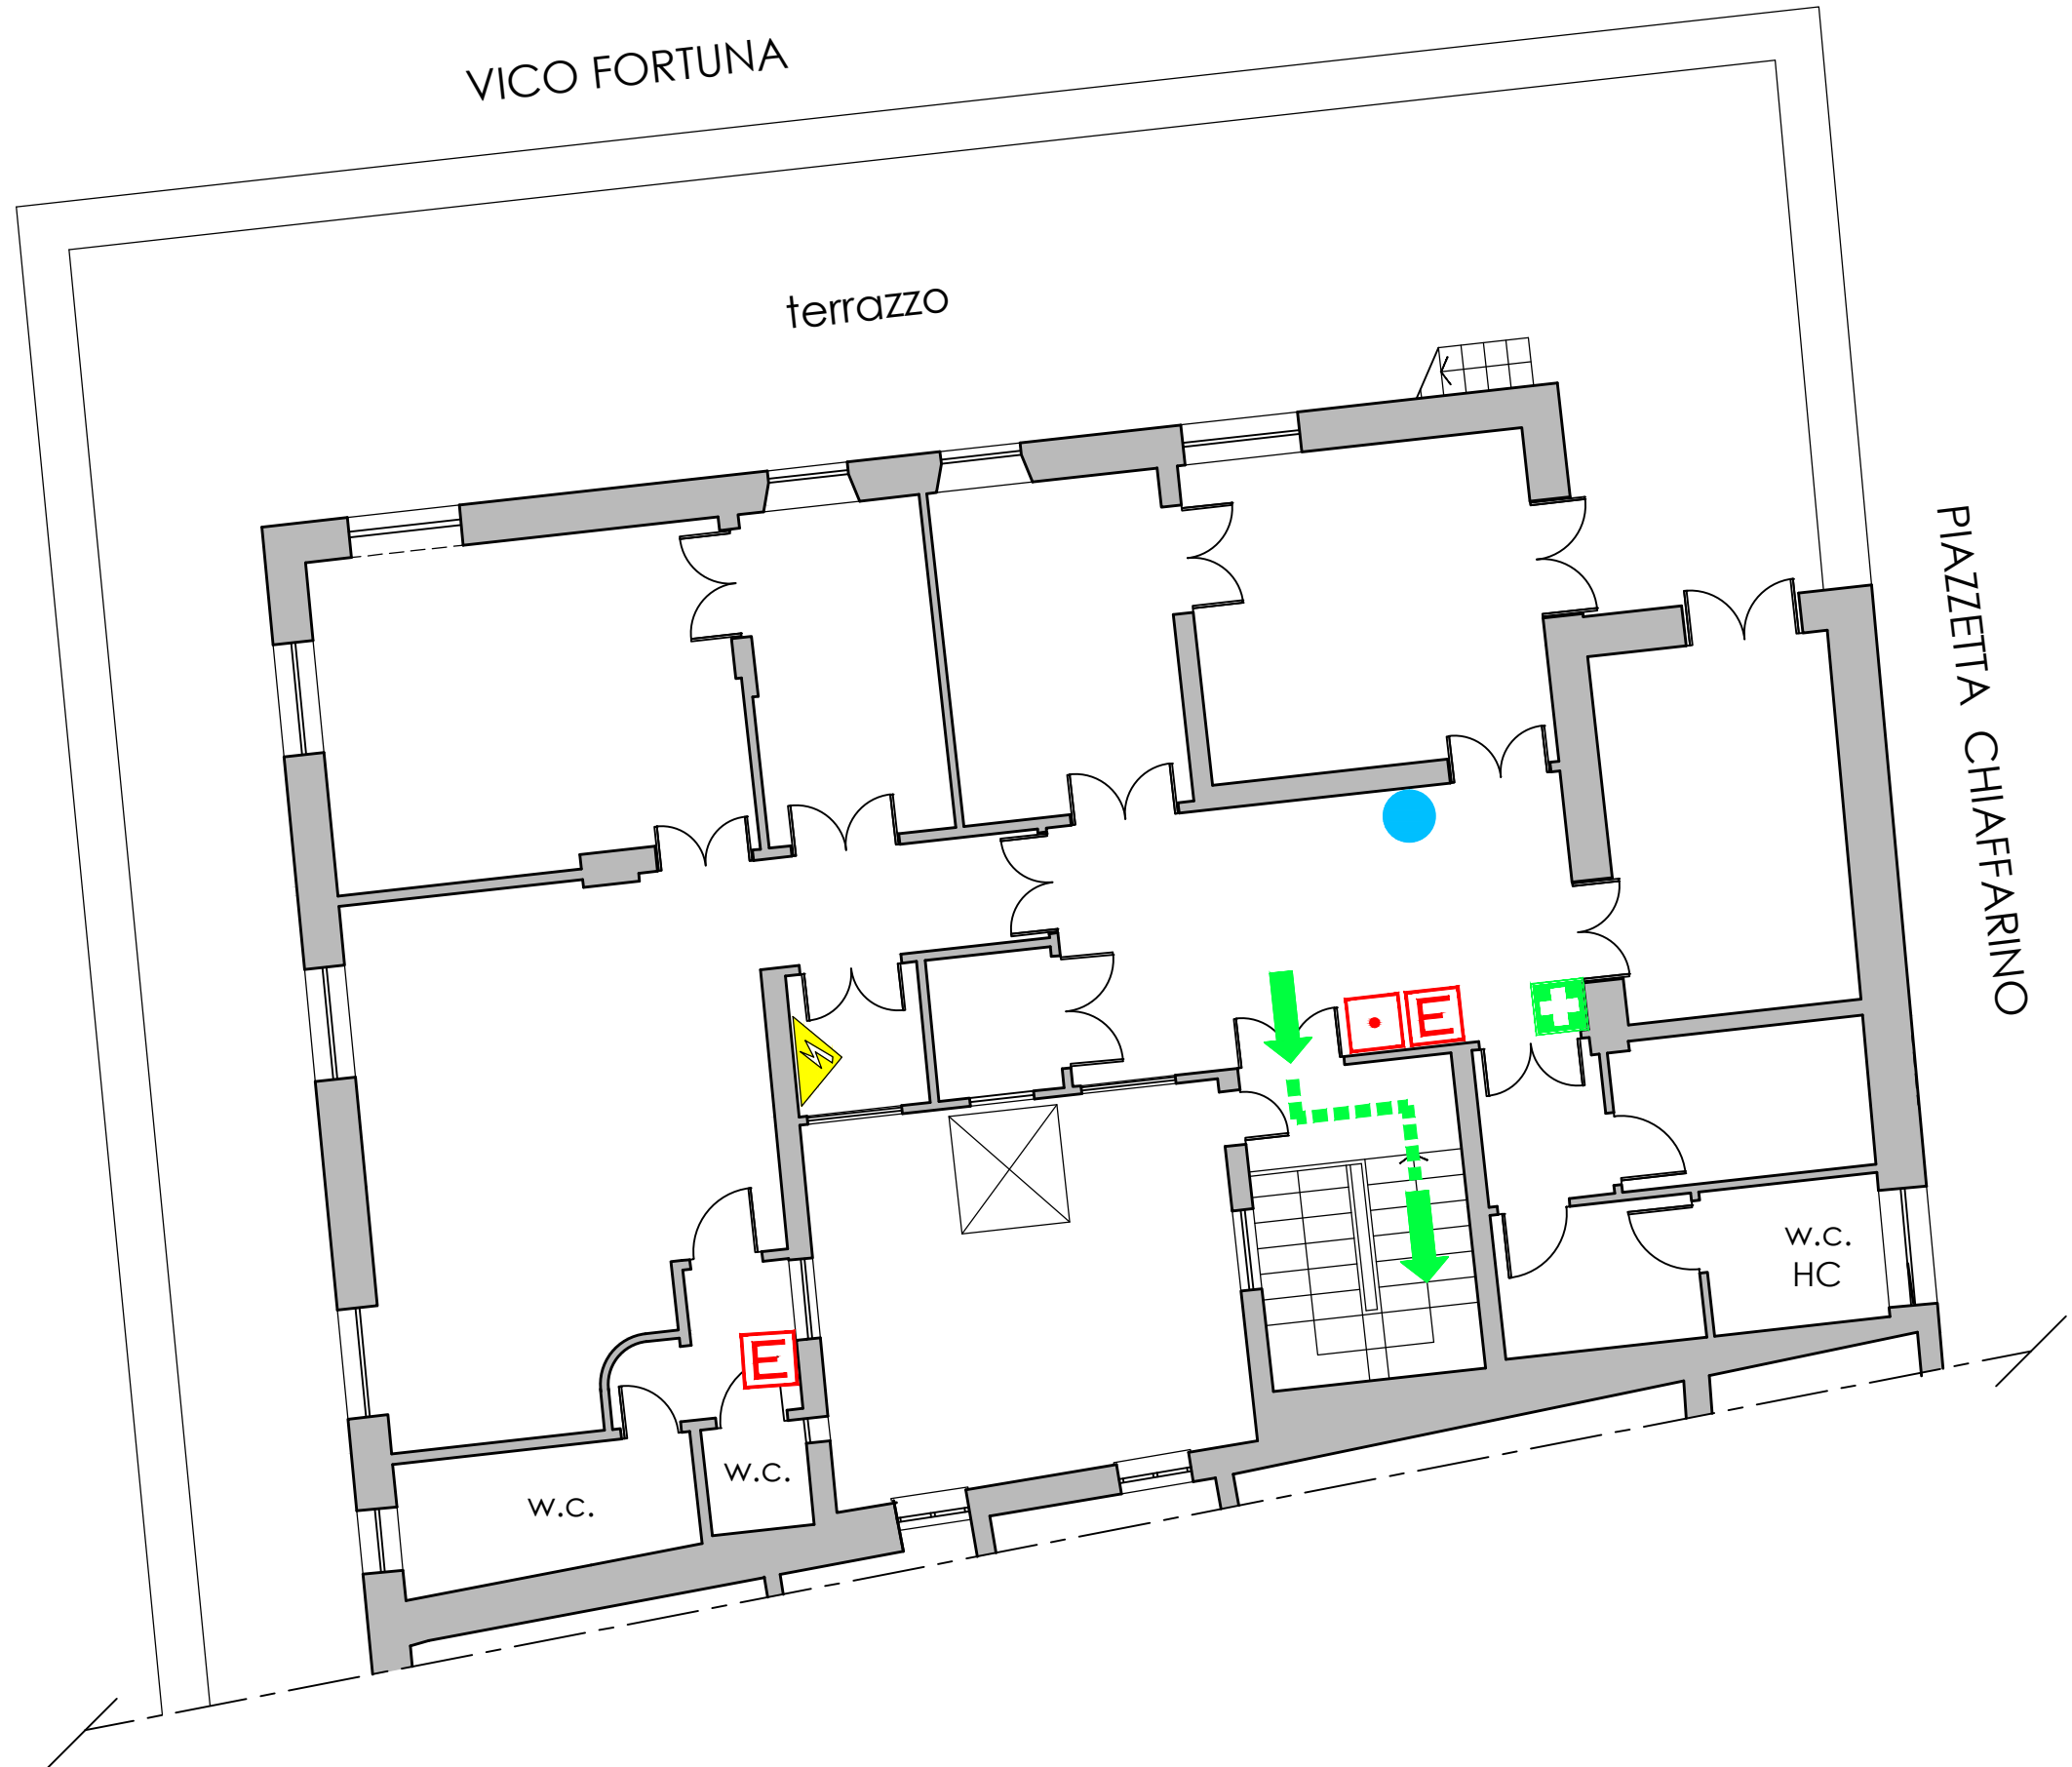 VICO FORTUNA
terrazzo
PIAZZETTA CHIAFFARINO
E
E
w.c.
HC
w.c.
w.c.